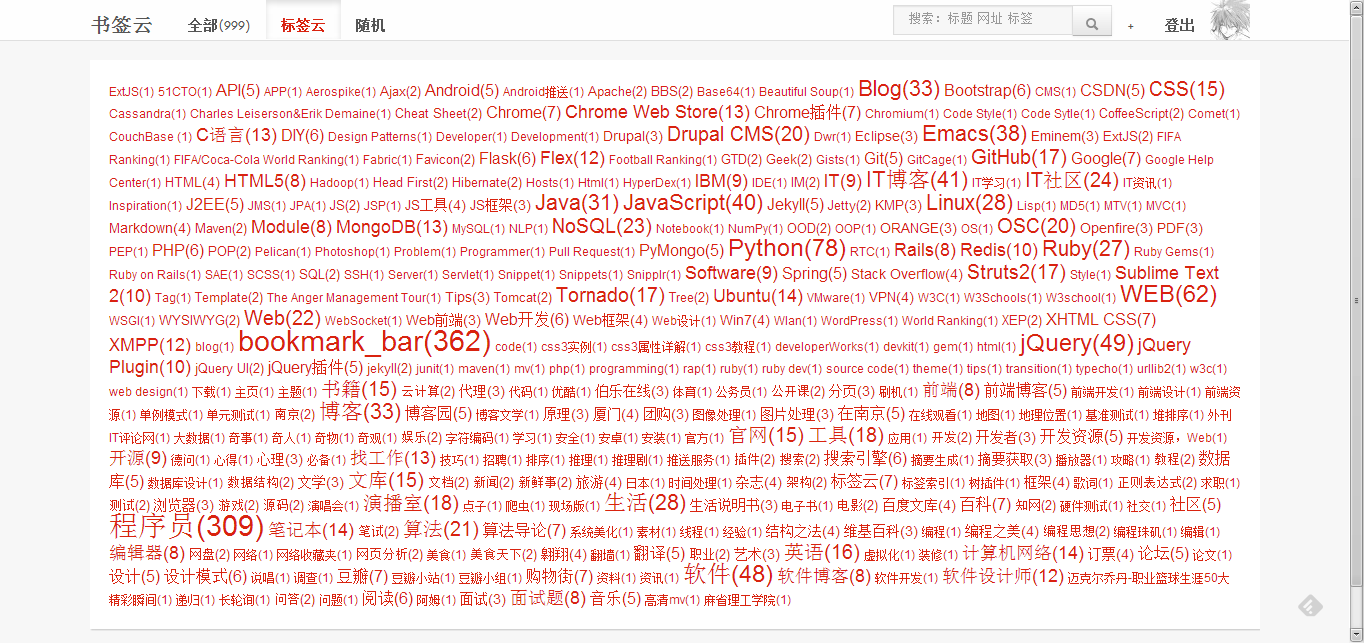 书签云 全部(999) 标签云 随机 搜索：标题 网址 标签 + 登出
ExtJS(1) 51CTO(1) API(5) APP(1) Aerospike(1) Ajax(2) Android(5) Android推送(1) Apache(2) BBS(2) Base64(1) Beautiful Soup(1) Blog(33) Bootstrap(6) CMS(1) CSDN(5) CSS(15)
Cassandra(1) Charles Leiserson&Erik Demaine(1) Cheat Sheet(2) Chrome(7) Chrome Web Store(13) Chrome插件(7) Chromium(1) Code Style(1) Code Sytle(1) CoffeeScript(2) Comet(1)
CouchBase (1) C语言(13) DIY(6) Design Patterns(1) Developer(1) Development(1) Drupal(3) Drupal CMS(20) Dwr(1) Eclipse(3) Emacs(38) Eminem(3) ExtJS(2) FIFA
Ranking(1) FIFA/Coca-Cola World Ranking(1) Fabric(1) Favicon(2) Flask(6) Flex(12) Football Ranking(1) GTD(2) Geek(2) Gists(1) Git(5) GitCage(1) GitHub(17) Google(7) Google Help
Center(1) HTML(4) HTML5(8) Hadoop(1) Head First(2) Hibernate(2) Hosts(1) Html(1) HyperDex(1) IBM(9) IDE(1) IM(2) IT(9) IT博客(41) IT学习(1) IT社区(24) IT资讯(1)
Inspiration(1) J2EE(5) JMS(1) JPA(1) JS(2) JSP(1) JS工具(4) JS框架(3) Java(31) JavaScript(40) Jekyll(5) Jetty(2) KMP(3) Linux(28) Lisp(1) MD5(1) MTV(1) MVC(1)
Markdown(4) Maven(2) Module(8) MongoDB(13) MySQL(1) NLP(1) NoSQL(23) Notebook(1) NumPy(1) OOD(2) OOP(1) ORANGE(3) OS(1) OSC(20) Openfire(3) PDF(3)
PEP(1) PHP(6) POP(2) Pelican(1) Photoshop(1) Problem(1) Programmer(1) Pull Request(1) PyMongo(5) Python(78) RTC(1) Rails(8) Redis(10) Ruby(27) Ruby Gems(1)
Ruby on Rails(1) SAE(1) SCSS(1) SQL(2) SSH(1) Server(1) Servlet(1) Snippet(1) Snippets(1) Snipplr(1) Software(9) Spring(5) Stack Overflow(4) Struts2(17) Style(1) Sublime Text
2(10) Tag(1) Template(2) The Anger Management Tour(1) Tips(3) Tomcat(2) Tornado(17) Tree(2) Ubuntu(14) VMware(1) VPN(4) W3C(1) W3Schools(1) W3school(1) WEB(62)
WSGI(1) WYSIWYG(2) Web(22) WebSocket(1) Web前端(3) Web开发(6) Web框架(4) Web设计(1) Win7(4) Wlan(1) WordPress(1) World Ranking(1) XEP(2) XHTML CSS(7)
XMPP(12) blog(1) bookmark_bar(362) code(1) css3实例(1) css3属性详解(1) css3教程(1) developerWorks(1) devkit(1) gem(1) html(1) jQuery(49) jQuery
Plugin(10) jQuery UI(2) jQuery插件(5) jekyll(2) junit(1) maven(1) mv(1) php(1) programming(1) rap(1) ruby(1) ruby dev(1) source code(1) theme(1) tips(1) transition(1) typecho(1) urllib2(1) w3c(1)
web design(1) 下载(1) 主页(1) 主题(1) 书籍(15) 云计算(2) 代理(3) 代码(1) 优酷(1) 伯乐在线(3) 体育(1) 公务员(1) 公开课(2) 分页(3) 刷机(1) 前端(8) 前端博客(5) 前端开发(1) 前端设计(1) 前端资
源(1) 单例模式(1) 单元测试(1) 南京(2) 博客(33) 博客园(5) 博客文学(1) 原理(3) 厦门(4) 团购(3) 图像处理(1) 图片处理(3) 在南京(5) 在线观看(1) 地图(1) 地理位置(1) 基准测试(1) 堆排序(1) 外刊
IT评论网(1) 大数据(1) 奇事(1) 奇人(1) 奇物(1) 奇观(1) 娱乐(2) 字符编码(1) 学习(1) 安全(1) 安卓(1) 安装(1) 官方(1) 官网(15) 工具(18) 应用(1) 开发(2) 开发者(3) 开发资源(5) 开发资源，Web(1)
开源(9) 德问(1) 心得(1) 心理(3) 必备(1) 找工作(13) 技巧(1) 招聘(1) 排序(1) 推理(1) 推理剧(1) 推送服务(1) 插件(2) 搜索(2) 搜索引擎(6) 摘要生成(1) 摘要获取(3) 播放器(1) 攻略(1) 教程(2) 数据
库(5) 数据库设计(1) 数据结构(2) 文学(3) 文库(15) 文档(2) 新闻(2) 新鲜事(2) 旅游(4) 日本(1) 时间处理(1) 杂志(4) 架构(2) 标签云(7) 标签索引(1) 树插件(1) 框架(4) 歌词(1) 正则表达式(2) 求职(1)
测试(2) 浏览器(3) 游戏(2) 源码(2) 演唱会(1) 演播室(18) 点子(1) 爬虫(1) 现场版(1) 生活(28) 生活说明书(3) 电子书(1) 电影(2) 百度文库(4) 百科(7) 知网(2) 硬件测试(1) 社交(1) 社区(5)
程序员(309) 笔记本(14) 笔试(2) 算法(21) 算法导论(7) 系统美化(1) 素材(1) 线程(1) 经验(1) 结构之法(4) 维基百科(3) 编程(1) 编程之美(4) 编程思想(2) 编程珠机(1) 编辑(1)
编辑器(8) 网盘(2) 网络(1) 网络收藏夹(1) 网页分析(2) 美食(1) 美食天下(2) 翱翔(4) 翻墙(1) 翻译(5) 职业(2) 艺术(3) 英语(16) 虚拟化(1) 装修(1) 计算机网络(14) 订票(4) 论坛(5) 论文(1)
设计(5) 设计模式(6) 说唱(1) 调查(1) 豆瓣(7) 豆瓣小站(1) 豆瓣小组(1) 购物街(7) 资料(1) 资讯(1) 软件(48) 软件博客(8) 软件开发(1) 软件设计师(12) 迈克尔乔丹-职业篮球生涯50大
精彩瞬间(1) 递归(1) 长轮询(1) 问答(2) 问题(1) 阅读(6) 阿姆(1) 面试(3) 面试题(8) 音乐(5) 高清mv(1) 麻省理工学院(1)